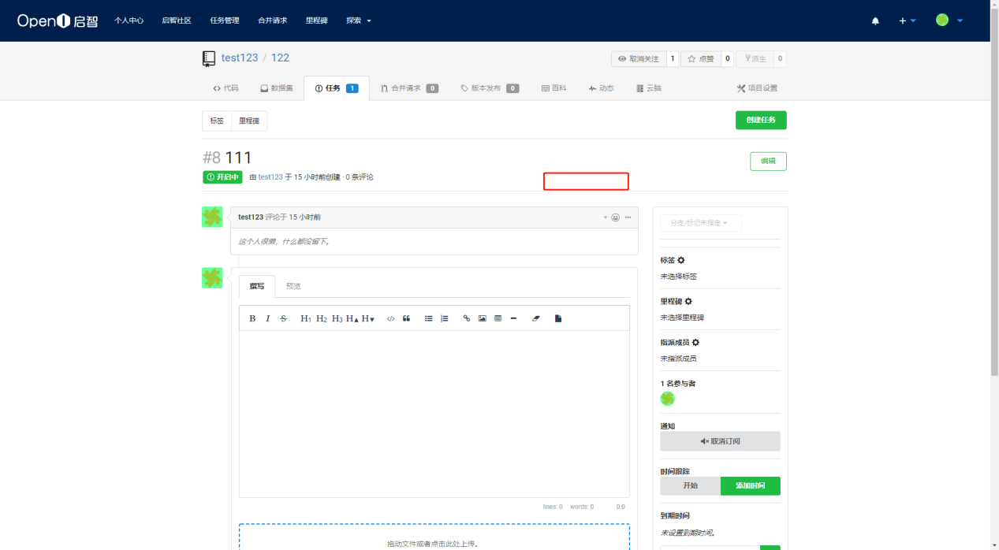 OpenI 启智 个人中心 启智社区 任务管理 合并请求 里程碑 探索
test123 / 122 取消关注 1 点赞 0 派生 0
代码 数据集 任务 1 合并请求 0 版本发布 0 百科 动态 云脑 项目设置
标签 里程碑 创建任务
#8 111 编辑
开启中 由 test123 于 15 小时前创建 · 0 条评论
test123 评论于 15 小时前
这个人很懒，什么都没留下。
撰写 预览
B I S H1 H2 H3 H▲ H▼
lines: 0 words: 0 0:0
拖动文件或者点击此处上传。
分支/标记未指定
标签
未选择标签
里程碑
未选择里程碑
指派成员
未指派成员
1 名参与者
通知
取消订阅
时间跟踪
开始 添加时间
到期时间
未设置到期时间。